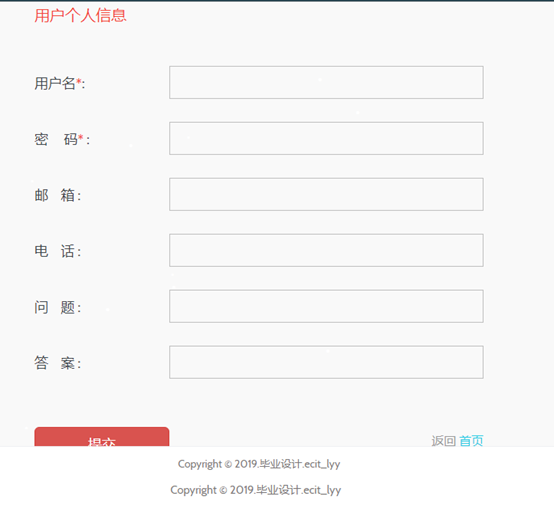 用户个人信息
用户名*:
密 码*:
邮 箱:
电 话:
问 题:
答 案:
提交
返回 首页
Copyright © 2019.毕业设计.ecit_lyy
Copyright © 2019.毕业设计.ecit_lyy